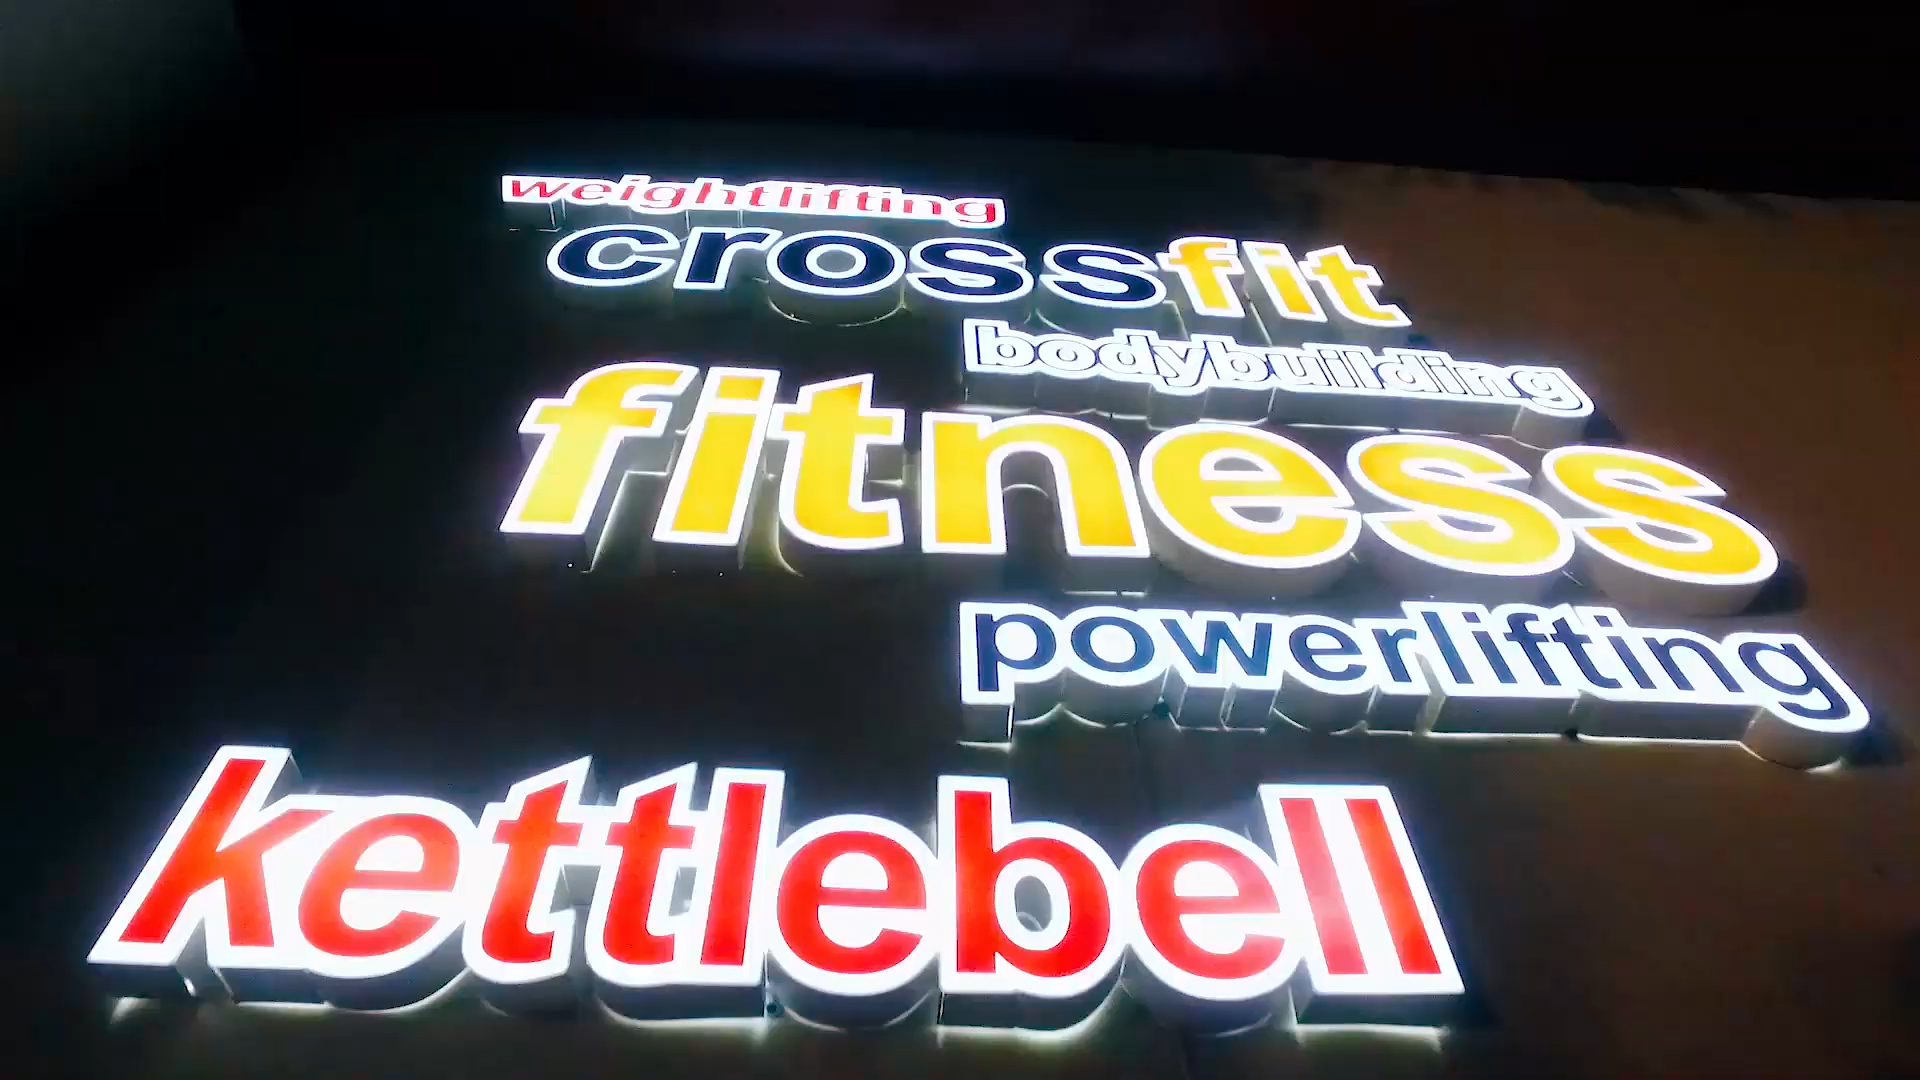 weightlifting
crossfit
bodybuilding
fitness
powerlifting
kettlebell